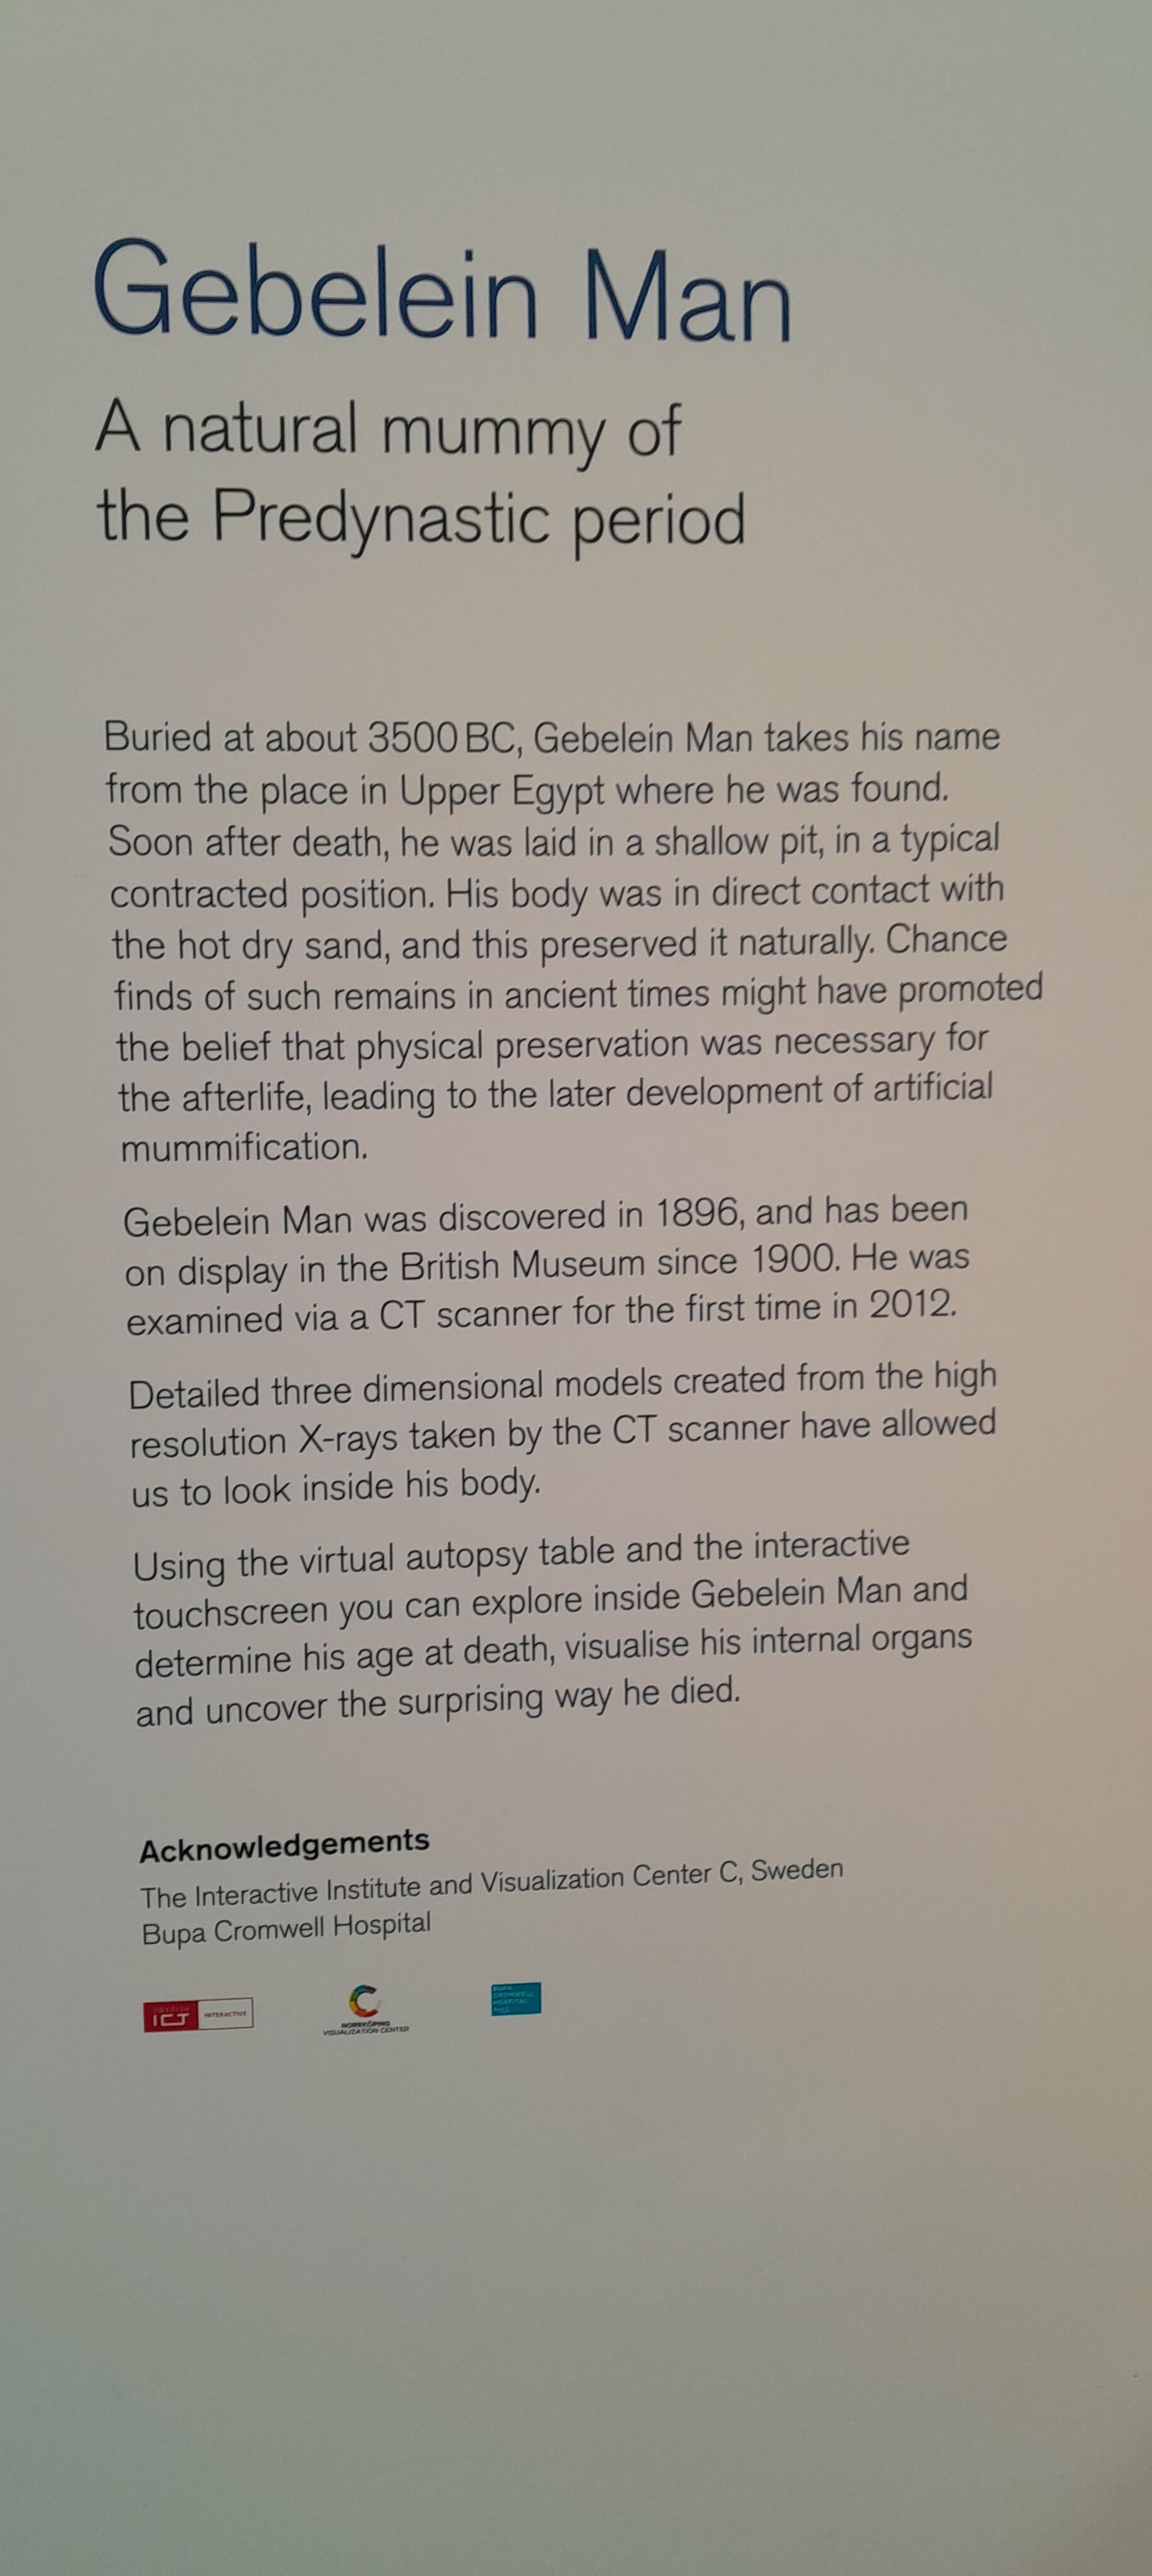 Gebelein Man
A natural mummy of
the Predynastic period
Buried at about 3500 BC, Gebelein Man takes his name
from the place in Upper Egypt where he was found.
Soon after death, he was laid in a shallow pit, in a typical
contracted position. His body was in direct contact with
the hot dry sand, and this preserved it naturally. Chance
finds of such remains in ancient times might have promoted
the belief that physical preservation was necessary for
the afterlife, leading to the later development of artificial
mummification.
Gebelein Man was discovered in 1896, and has been
on display in the British Museum since 1900. He was
examined via a CT scanner for the first time in 2012.
Detailed three dimensional models created from the high
resolution X-rays taken by the CT scanner have allowed
us to look inside his body.
Using the virtual autopsy table and the interactive
touchscreen you can explore inside Gebelein Man and
determine his age at death, visualise his internal organs
and uncover the surprising way he died.
Acknowledgements
The Interactive Institute and Visualization Center C, Sweden
Bupa Cromwell Hospital
SWEDISH
ICT INTERACTIVE
C
NORRKÖPING
VISUALIZATION CENTER
BUPA
CROMWELL
HOSPITAL